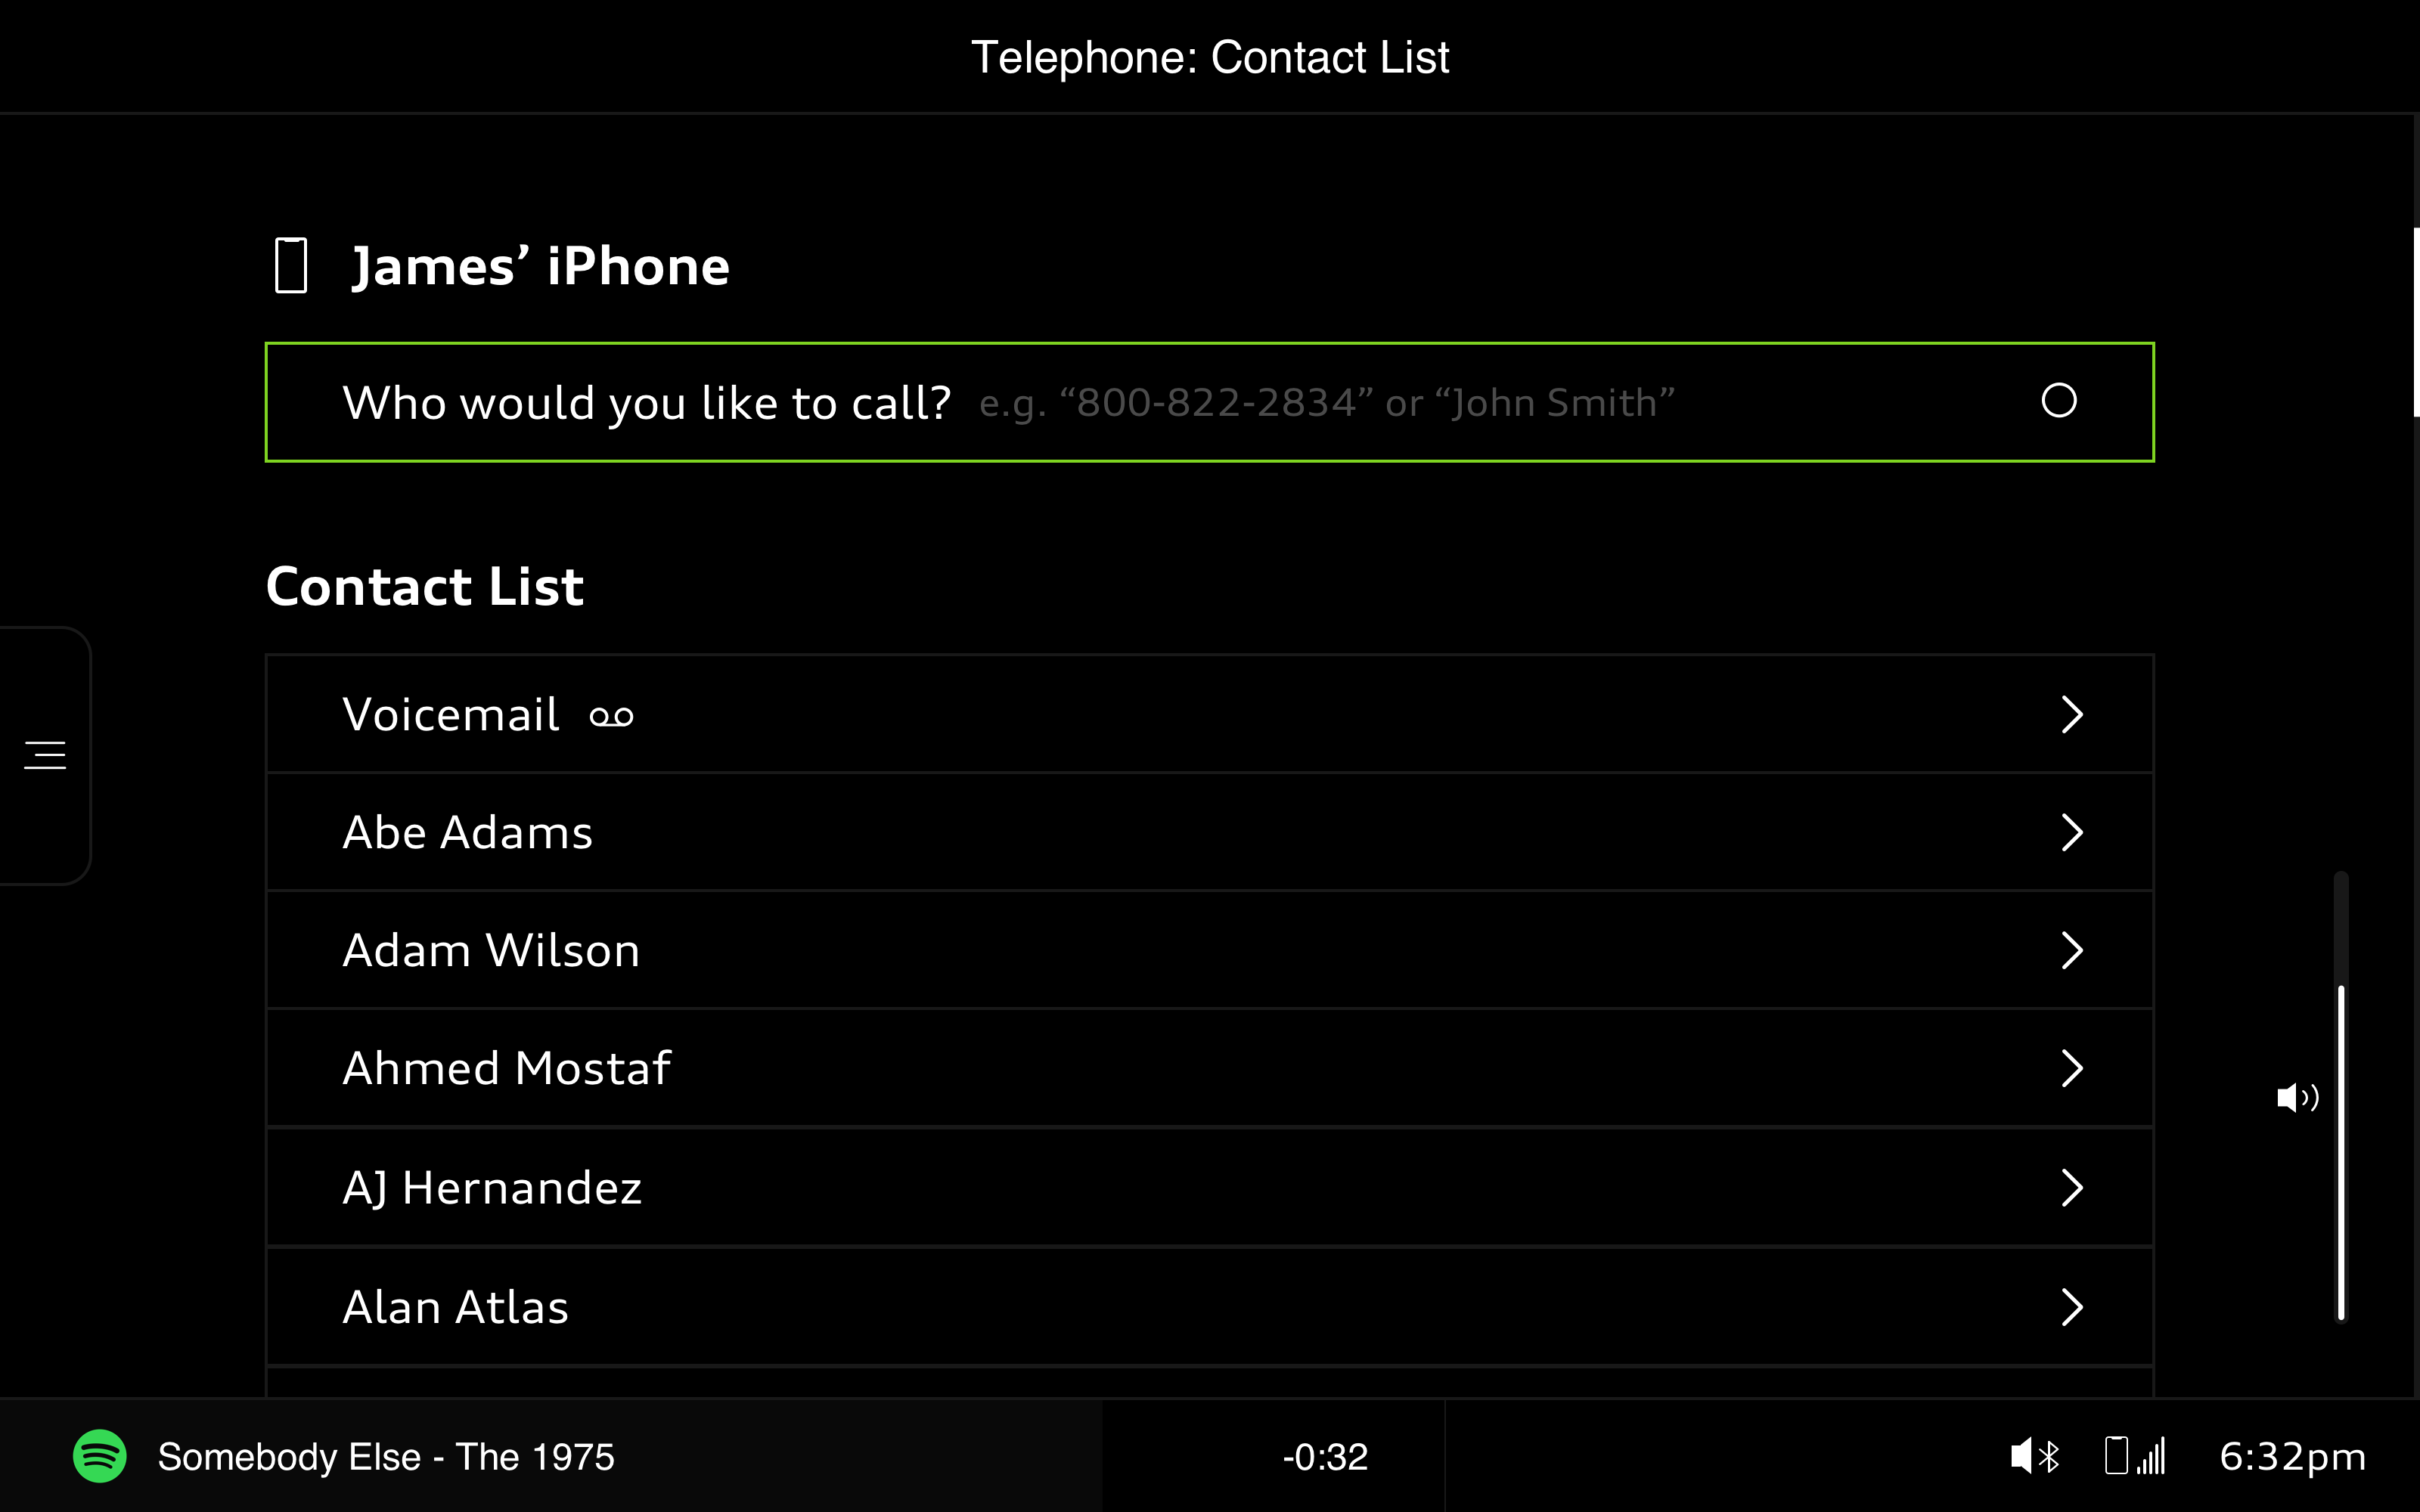 Telephone: Contact List
James’ iPhone
Who would you like to call? e.g. “800-822-2834” or “John Smith”
Contact List
Voicemail
Abe Adams
Adam Wilson
Ahmed Mostaf
AJ Hernandez
Alan Atlas
Somebody Else - The 1975
-0:32
6:32pm